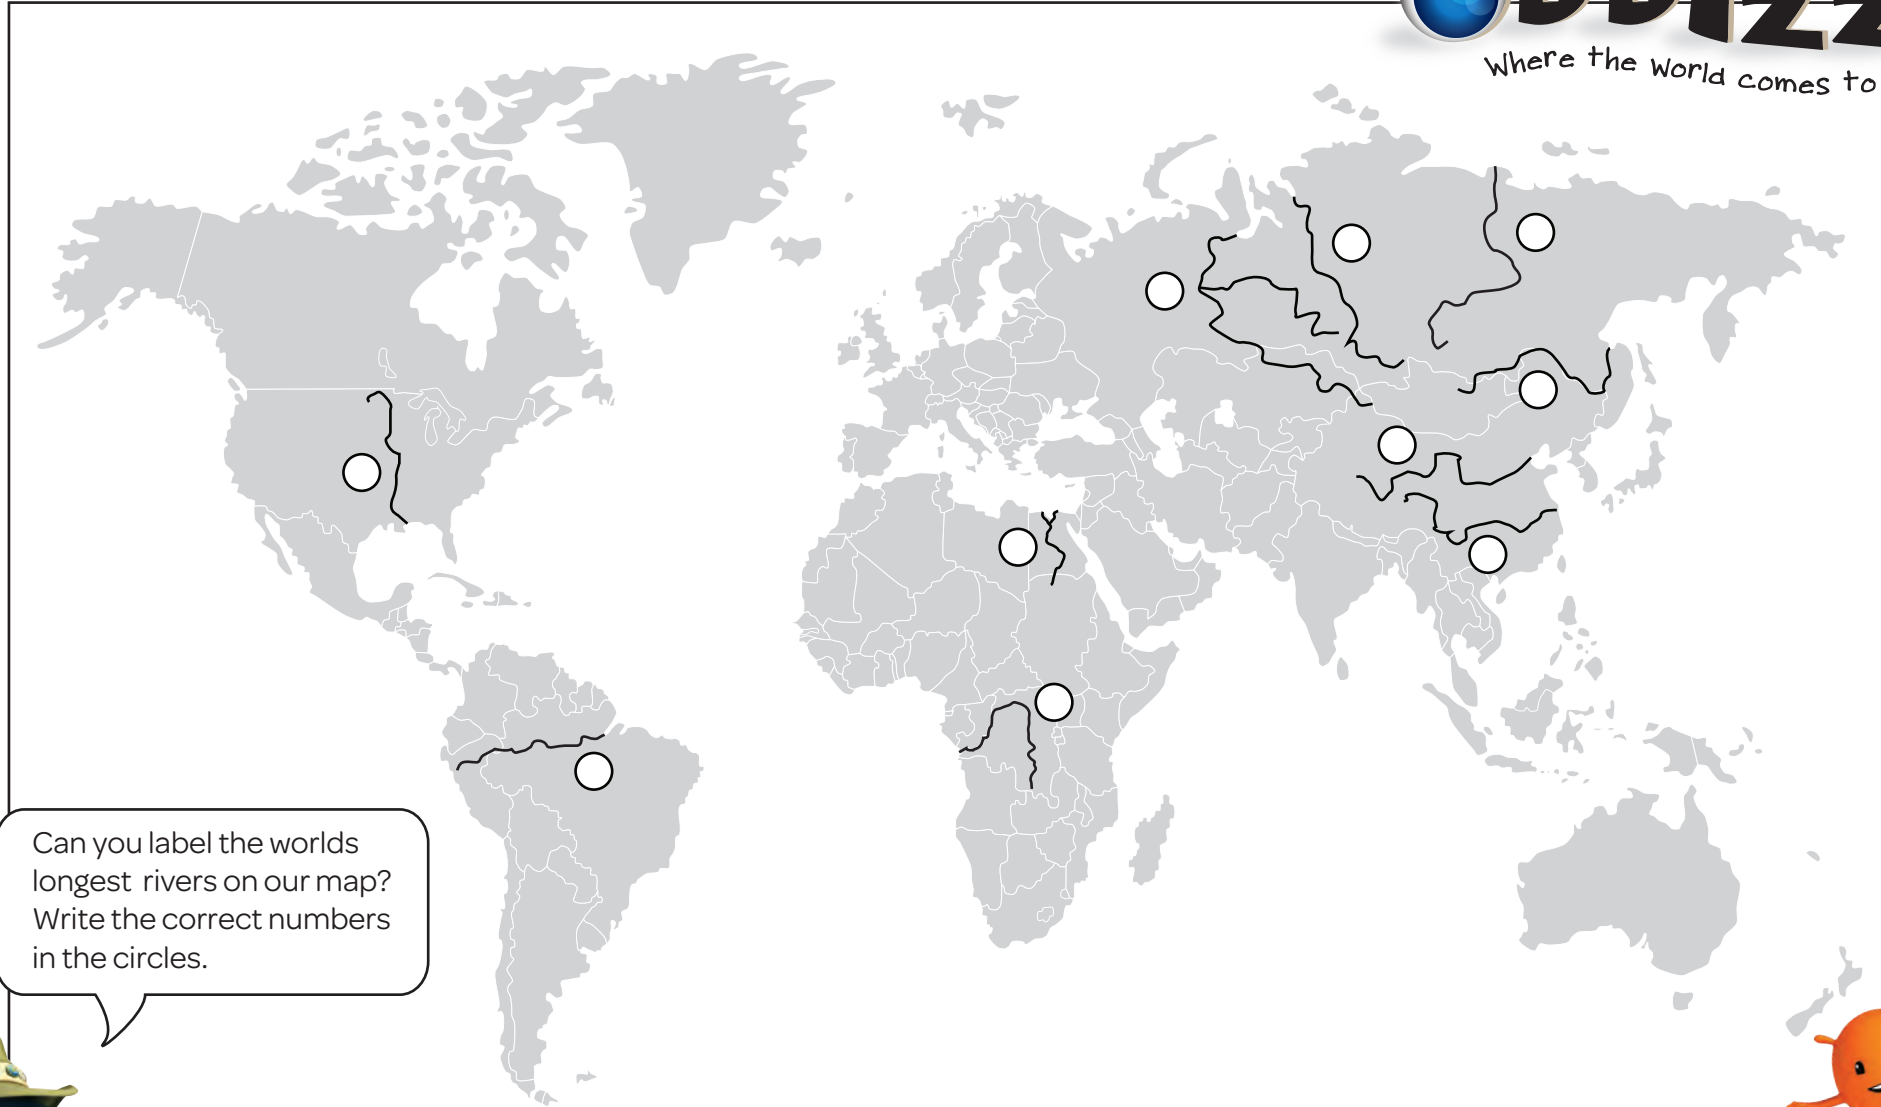 Where the World comes to
Can you label the worlds
longest rivers on our map?
Write the correct numbers
in the circles.